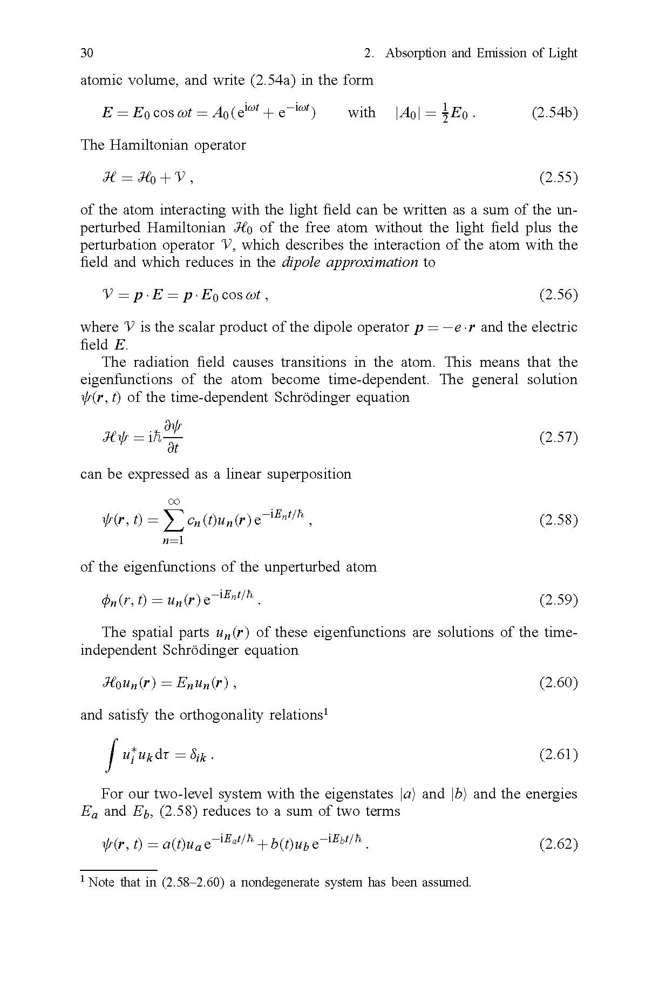 30 2. Absorption and Emission of Light
atomic volume, and write (2.54a) in the form
E = E₀ cos ωt = A₀(e^{iωt} + e^{−iωt}) with |A₀| = ½E₀ . (2.54b)
The Hamiltonian operator
ℋ = ℋ₀ + 𝒱 , (2.55)
of the atom interacting with the light field can be written as a sum of the un-
perturbed Hamiltonian ℋ₀ of the free atom without the light field plus the
perturbation operator 𝒱, which describes the interaction of the atom with the
field and which reduces in the dipole approximation to
𝒱 = p · E = p · E₀ cos ωt , (2.56)
where 𝒱 is the scalar product of the dipole operator p = −e · r and the electric
field E.
The radiation field causes transitions in the atom. This means that the
eigenfunctions of the atom become time-dependent. The general solution
ψ(r, t) of the time-dependent Schrödinger equation
ℋψ = iℏ ∂ψ/∂t (2.57)
can be expressed as a linear superposition
ψ(r, t) = ∑_{n=1}^{∞} c_n(t)u_n(r) e^{−iE_n t/ℏ} , (2.58)
of the eigenfunctions of the unperturbed atom
ϕ_n(r, t) = u_n(r) e^{−iE_n t/ℏ} . (2.59)
The spatial parts u_n(r) of these eigenfunctions are solutions of the time-
independent Schrödinger equation
ℋ₀u_n(r) = E_n u_n(r) , (2.60)
and satisfy the orthogonality relations¹
∫ u_i^* u_k dτ = δ_{ik} . (2.61)
For our two-level system with the eigenstates |a⟩ and |b⟩ and the energies
E_a and E_b, (2.58) reduces to a sum of two terms
ψ(r, t) = a(t)u_a e^{−iE_a t/ℏ} + b(t)u_b e^{−iE_b t/ℏ} . (2.62)
¹ Note that in (2.58–2.60) a nondegenerate system has been assumed.